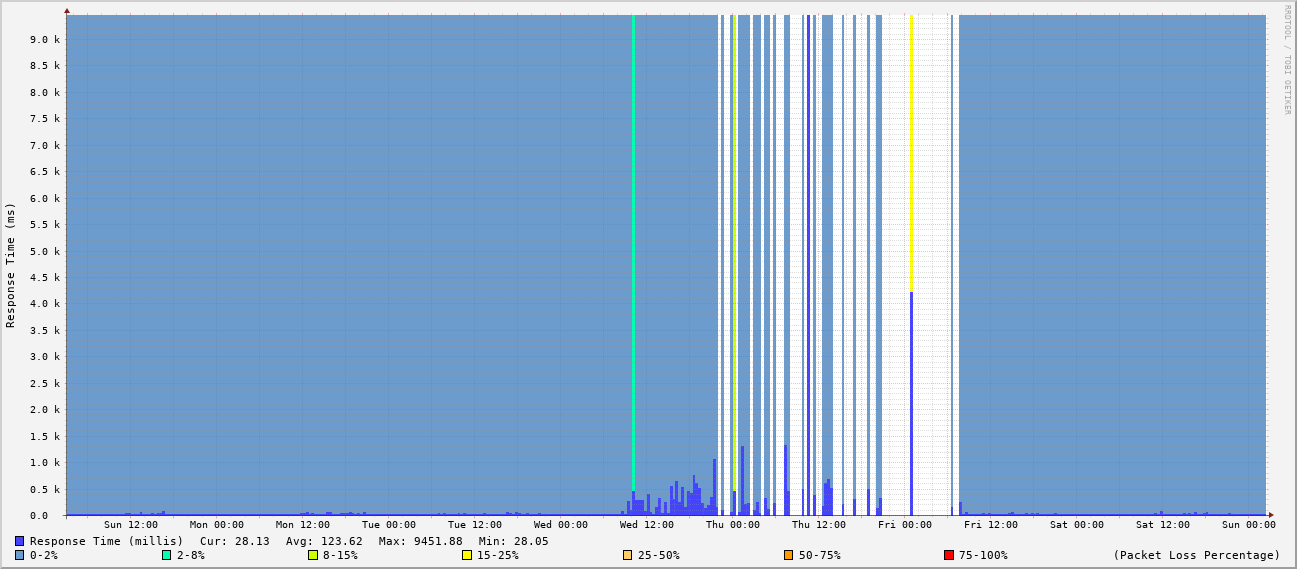 RRDTOOL / TOBI OETIKER
Response Time (ms)
9.0 k
8.5 k
8.0 k
7.5 k
7.0 k
6.5 k
6.0 k
5.5 k
5.0 k
4.5 k
4.0 k
3.5 k
3.0 k
2.5 k
2.0 k
1.5 k
1.0 k
0.5 k
0.0
Sun 12:00 Mon 00:00 Mon 12:00 Tue 00:00 Tue 12:00 Wed 00:00 Wed 12:00 Thu 00:00 Thu 12:00 Fri 00:00 Fri 12:00 Sat 00:00 Sat 12:00 Sun 00:00
Response Time (millis) Cur: 28.13 Avg: 123.62 Max: 9451.88 Min: 28.05
0-2% 2-8% 8-15% 15-25% 25-50% 50-75% 75-100% (Packet Loss Percentage)